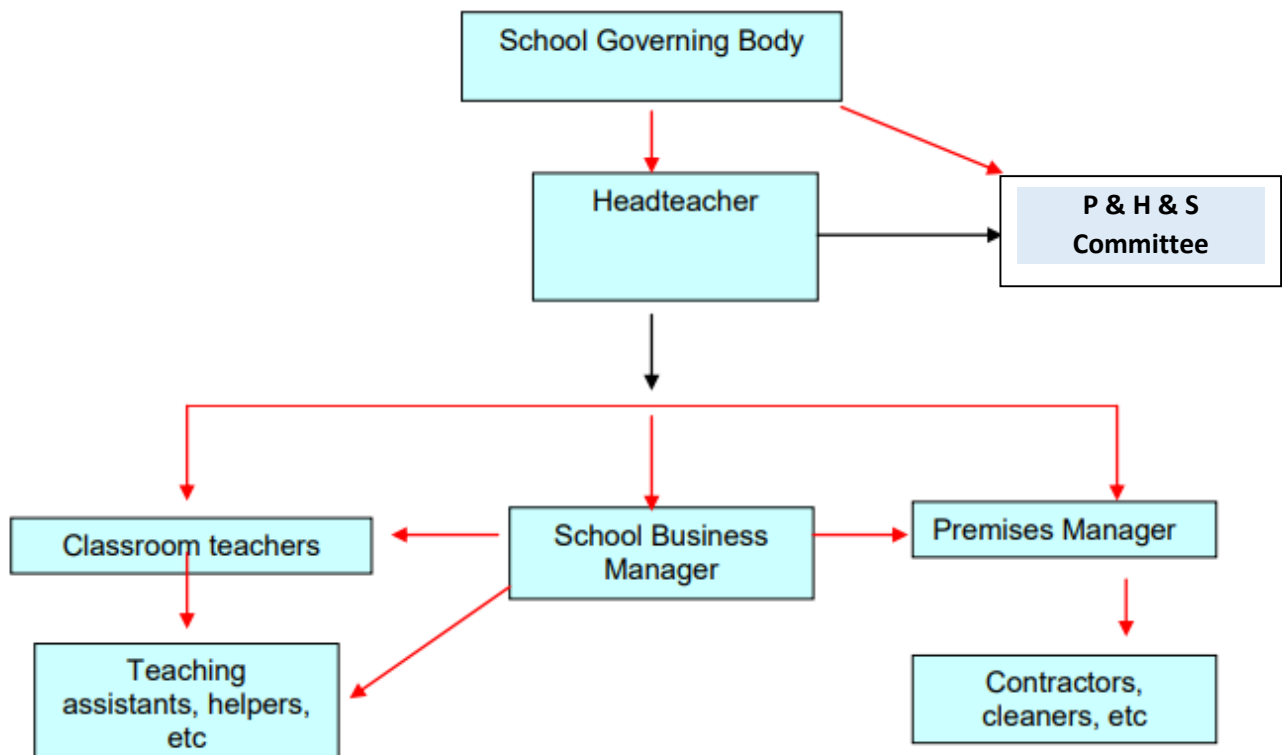 School Governing Body
Headteacher
P & H & S
Committee
Classroom teachers
School Business
Manager
Premises Manager
Teaching
assistants, helpers,
etc
Contractors,
cleaners, etc